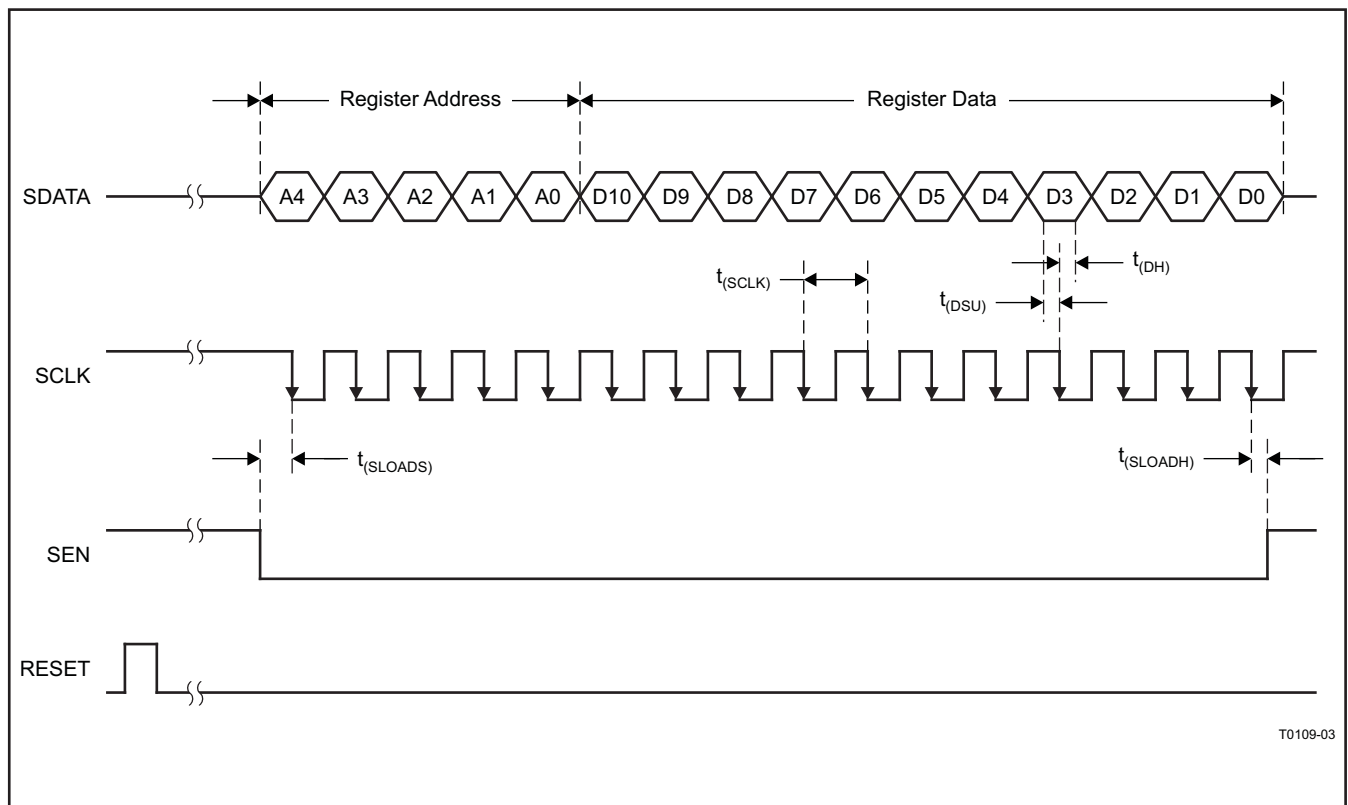 Register Address
Register Data
SDATA
A4 A3 A2 A1 A0 D10 D9 D8 D7 D6 D5 D4 D3 D2 D1 D0
t(DH)
t(SCLK)
t(DSU)
SCLK
t(SLOADS)
t(SLOADH)
SEN
RESET
T0109-03